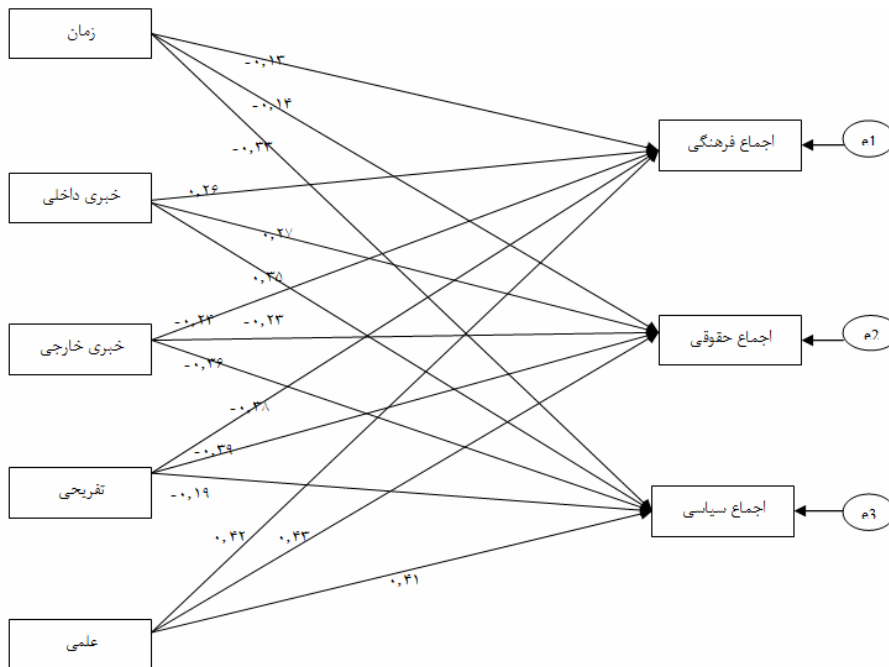 زمان
-۰,۱۳
-۰,۱۴
-۰,۳۳
اجماع فرهنگی
e1
خبری داخلی
۰,۲۶
۰,۲۷
۰,۳۵
خبری خارجی
-۰,۲۴
-۰,۲۳
-۰,۳۶
اجماع حقوقی
e2
تفریحی
-۰,۳۸
-۰,۳۹
-۰,۱۹
اجماع سیاسی
e3
علمی
۰,۴۲
۰,۴۳
۰,۴۱